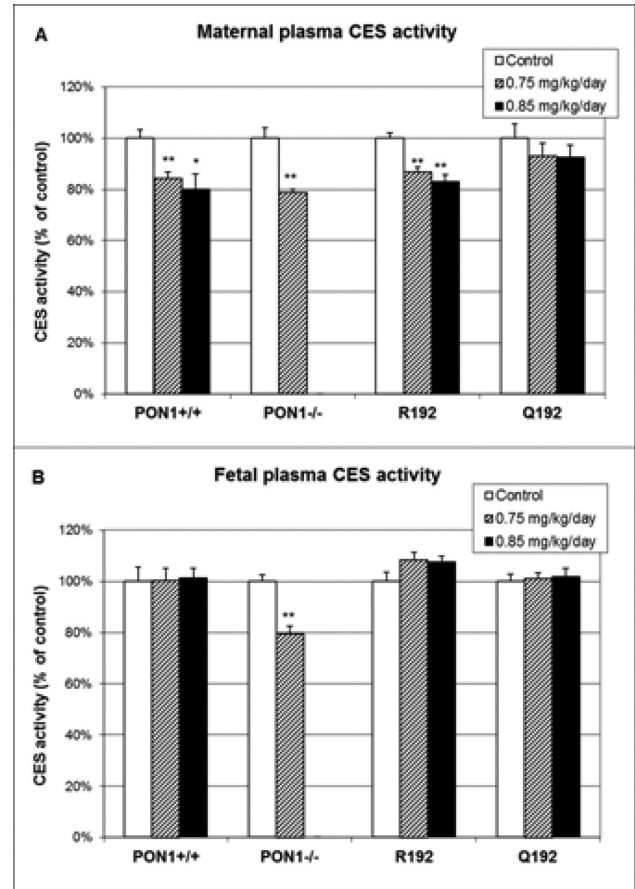 A
Maternal plasma CES activity
Control
0.75 mg/kg/day
0.85 mg/kg/day
CES activity (% of control)
120%
100%
80%
60%
40%
20%
0%
** *
**
** **
PON1+/+ PON1-/- R192 Q192
B
Fetal plasma CES activity
Control
0.75 mg/kg/day
0.85 mg/kg/day
CES activity (% of control)
120%
100%
80%
60%
40%
20%
0%
**
PON1+/+ PON1-/- R192 Q192